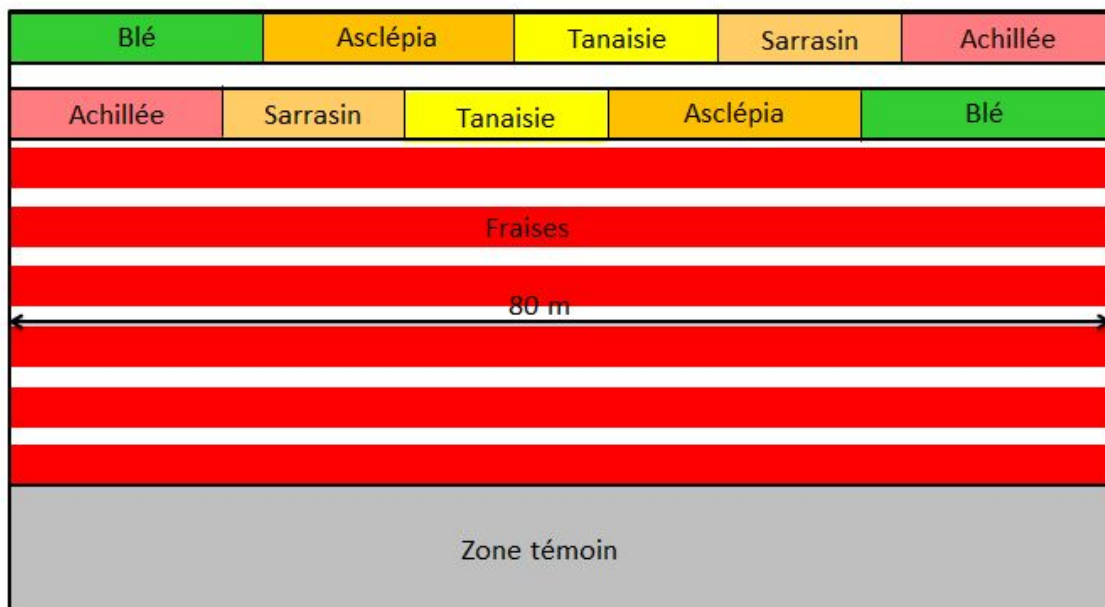 Blé Asclépia Tanaisie Sarrasin Achillée
Achillée Sarrasin Tanaisie Asclépia Blé
Fraises
80 m
Zone témoin